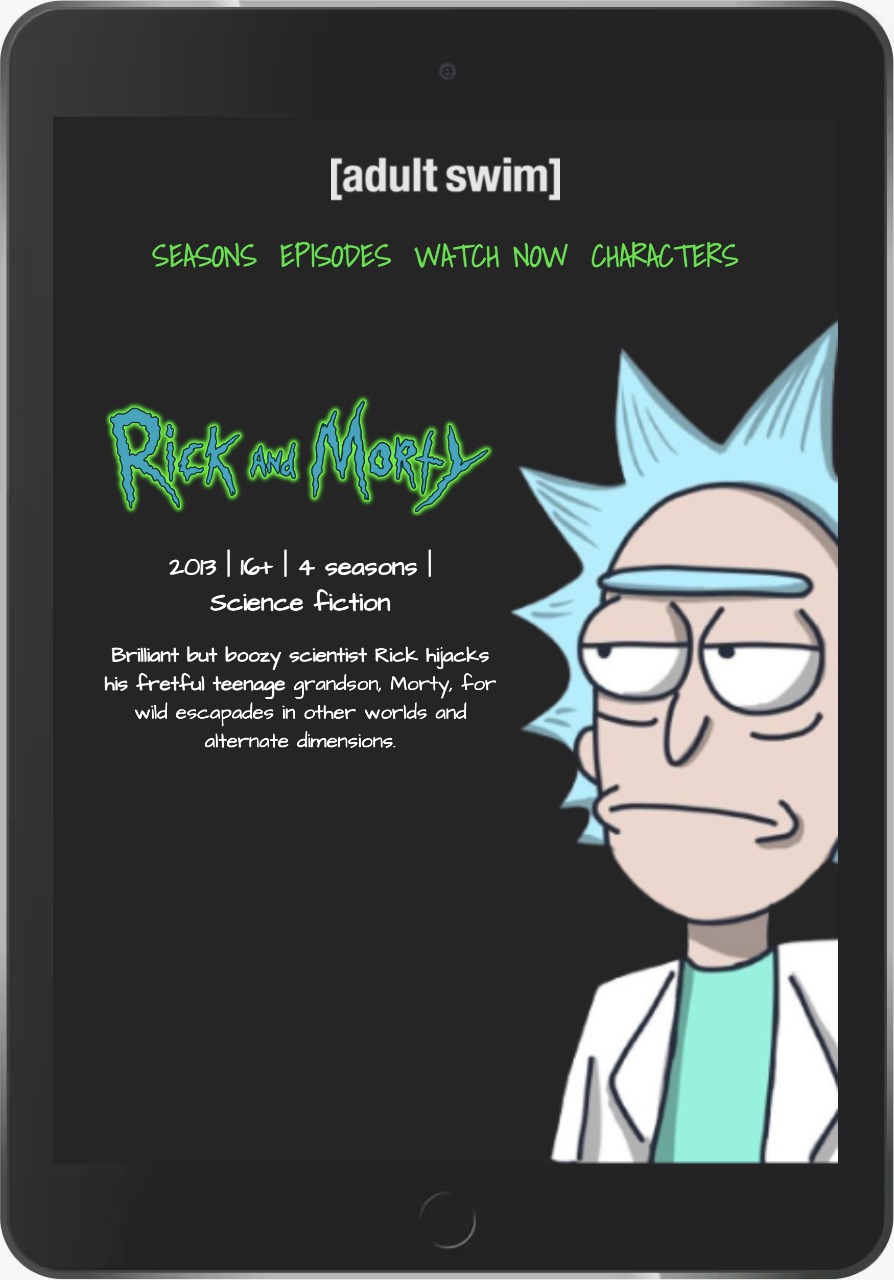 [adult swim]
SEASONS EPISODES WATCH NOW CHARACTERS
Rick and Morty
2013 | 16+ | 4 seasons |
Science fiction
Brilliant but boozy scientist Rick hijacks
his fretful teenage grandson, Morty, for
wild escapades in other worlds and
alternate dimensions.